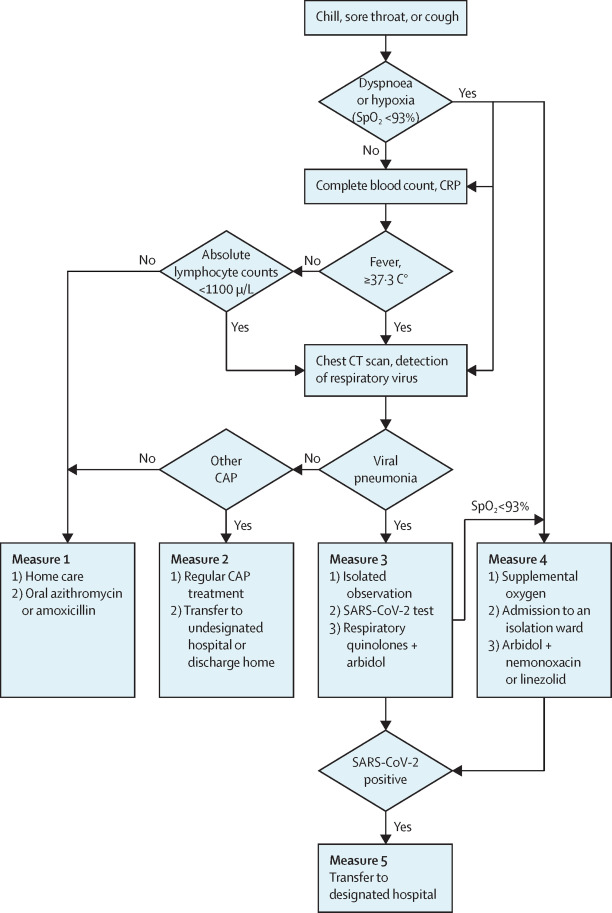 Chill, sore throat, or cough
Dyspnoea
or hypoxia
(SpO₂ <93%)
Yes
No
Complete blood count, CRP
Absolute
lymphocyte counts
<1100 µ/L
No
No
Fever,
≥37·3 C°
Yes
Yes
Chest CT scan, detection
of respiratory virus
No
Other
CAP
No
Viral
pneumonia
Yes
Yes
SpO₂<93%
Measure 1
1) Home care
2) Oral azithromycin
or amoxicillin
Measure 2
1) Regular CAP
treatment
2) Transfer to
undesignated
hospital or
discharge home
Measure 3
1) Isolated
observation
2) SARS-CoV-2 test
3) Respiratory
quinolones +
arbidol
Measure 4
1) Supplemental
oxygen
2) Admission to an
isolation ward
3) Arbidol +
nemonoxacin
or linezolid
SARS-CoV-2
positive
Yes
Measure 5
Transfer to
designated hospital